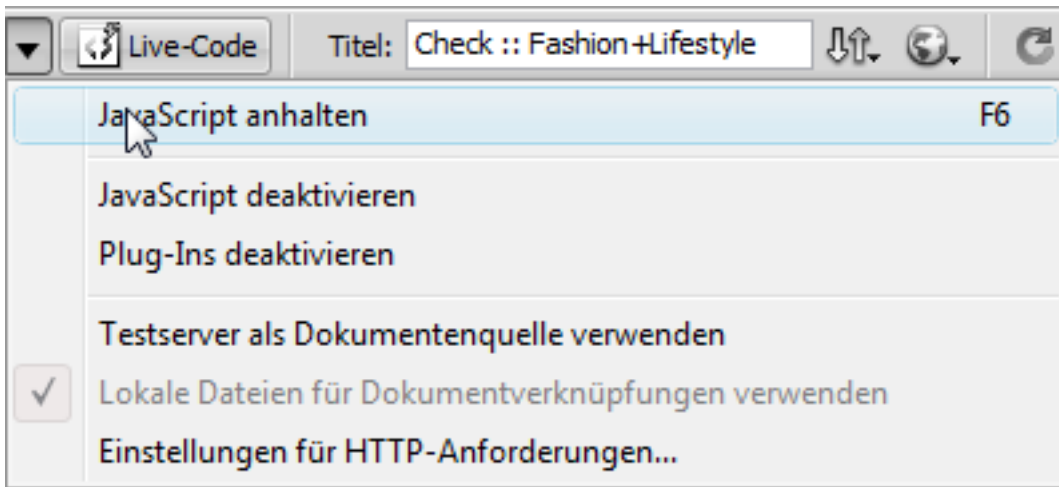 Live-Code Titel: Check :: Fashion+Lifestyle
JavaScript anhalten F6
JavaScript deaktivieren
Plug-Ins deaktivieren
Testserver als Dokumentenquelle verwenden
Lokale Dateien für Dokumentverknüpfungen verwenden
Einstellungen für HTTP-Anforderungen...